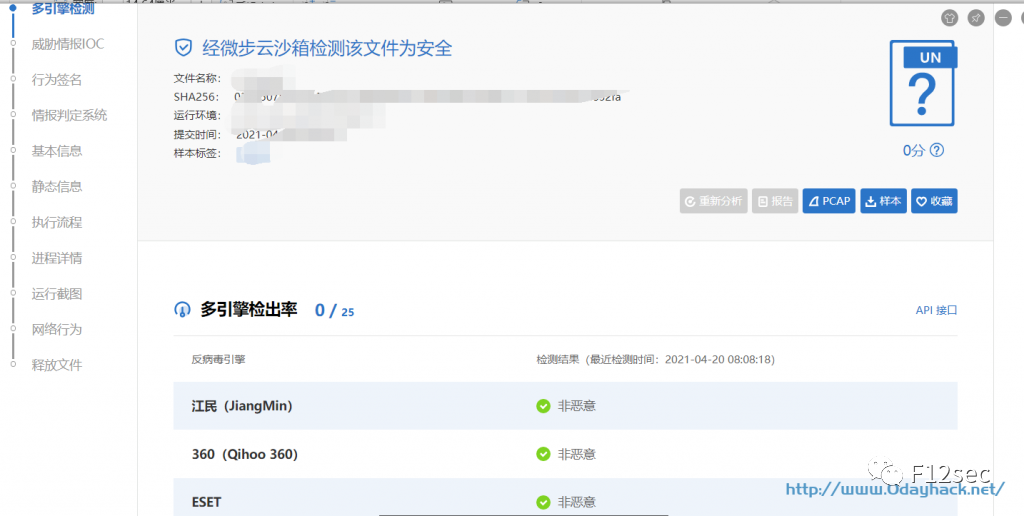 多引擎检测
威胁情报IOC
行为签名
情报判定系统
基本信息
静态信息
执行流程
进程详情
运行截图
网络行为
释放文件
经微步云沙箱检测该文件为安全
文件名称:
SHA256:
运行环境:
提交时间: 2021-04
样本标签:
UN
?
0分 ?
重新分析 报告 PCAP 样本 收藏
多引擎检出率 0 / 25
API 接口
反病毒引擎 检测结果（最近检测时间：2021-04-20 08:08:18）
江民（JiangMin） 非恶意
360（Qihoo 360） 非恶意
ESET 非恶意
F12sec
http://www.0dayhack.net/